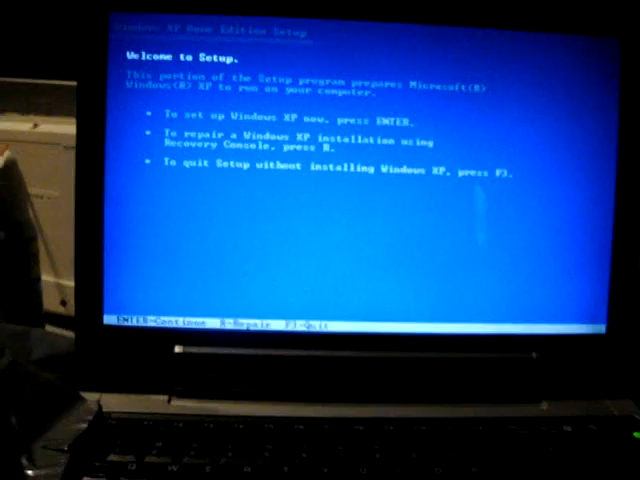 Windows XP Home Edition Setup
Welcome to Setup.
This portion of the Setup program prepares Microsoft(R)
Windows(R) XP to run on your computer.
• To set up Windows XP now, press ENTER.
• To repair a Windows XP installation using
Recovery Console, press R.
• To quit Setup without installing Windows XP, press F3.
ENTER=Continue R=Repair F3=Quit